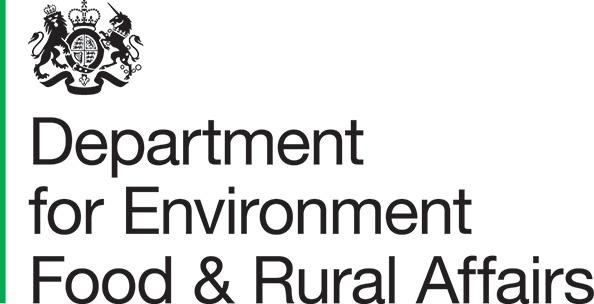 Department
for Environment
Food & Rural Affairs